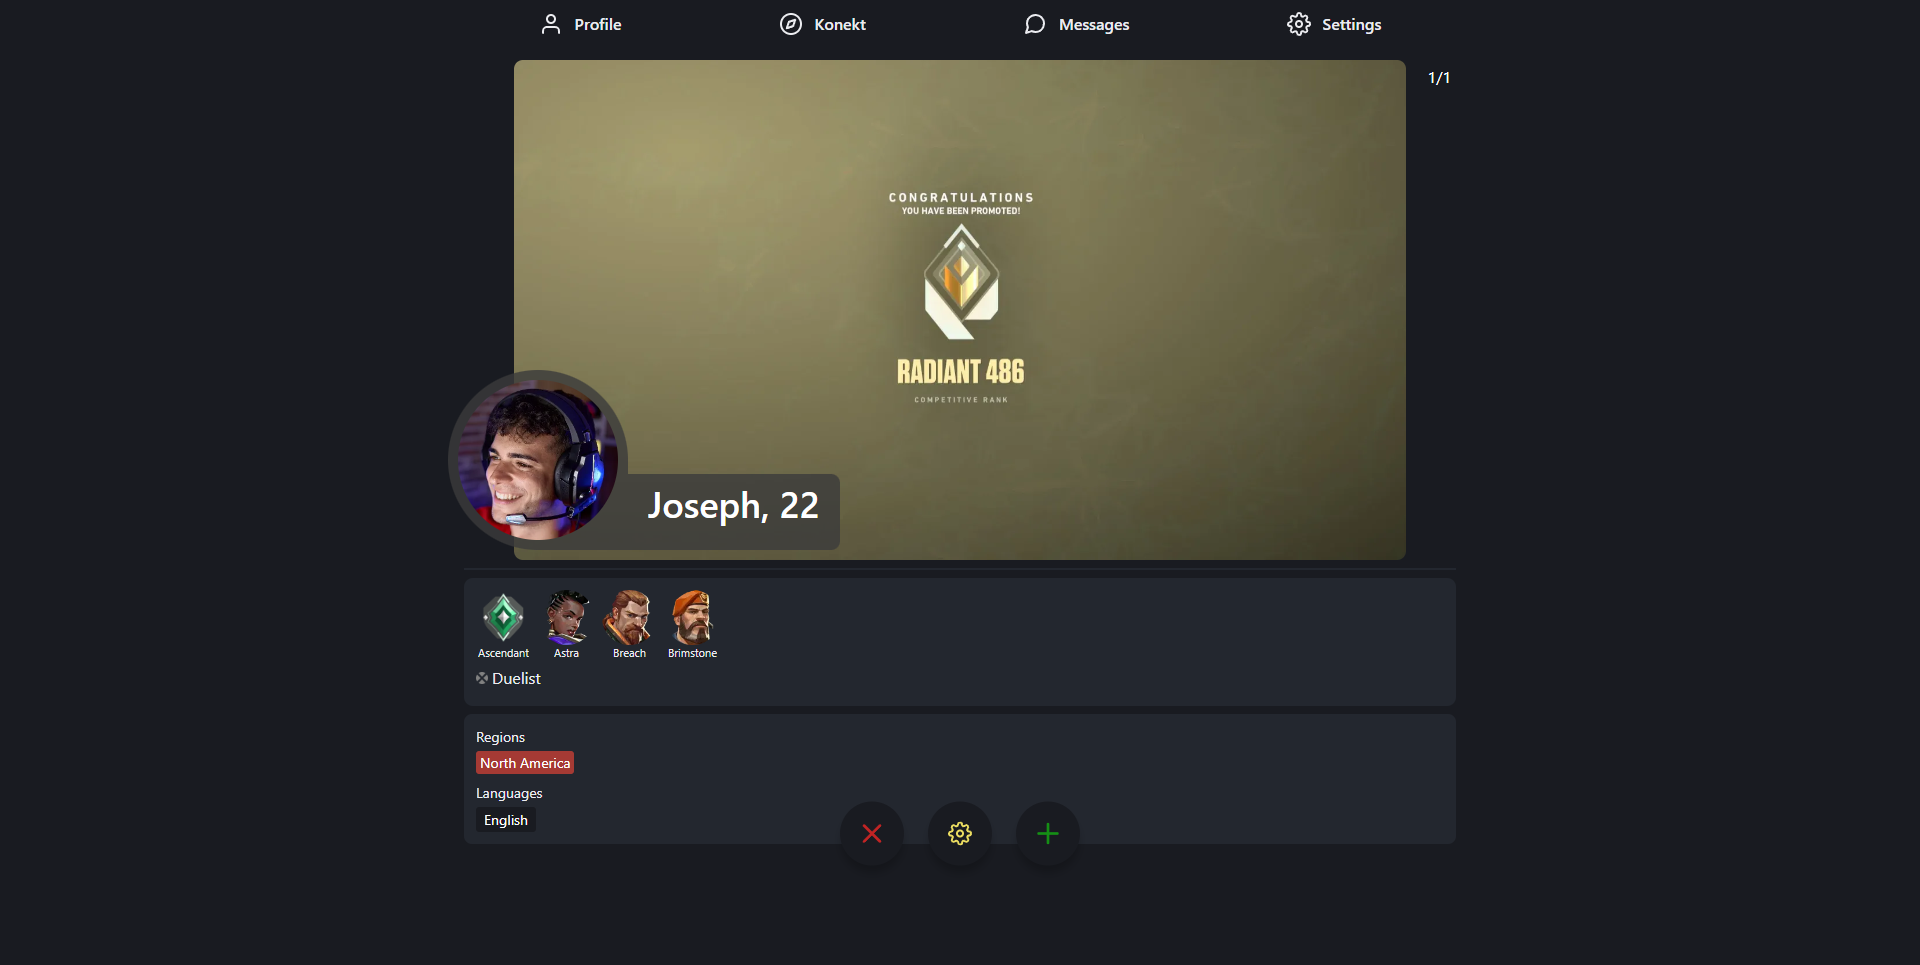 Profile
Konekt
Messages
Settings
1/1
CONGRATULATIONS
YOU HAVE BEEN PROMOTED!
RADIANT 486
COMPETITIVE RANK
Joseph, 22
Ascendant
Astra
Breach
Brimstone
Duelist
Regions
North America
Languages
English